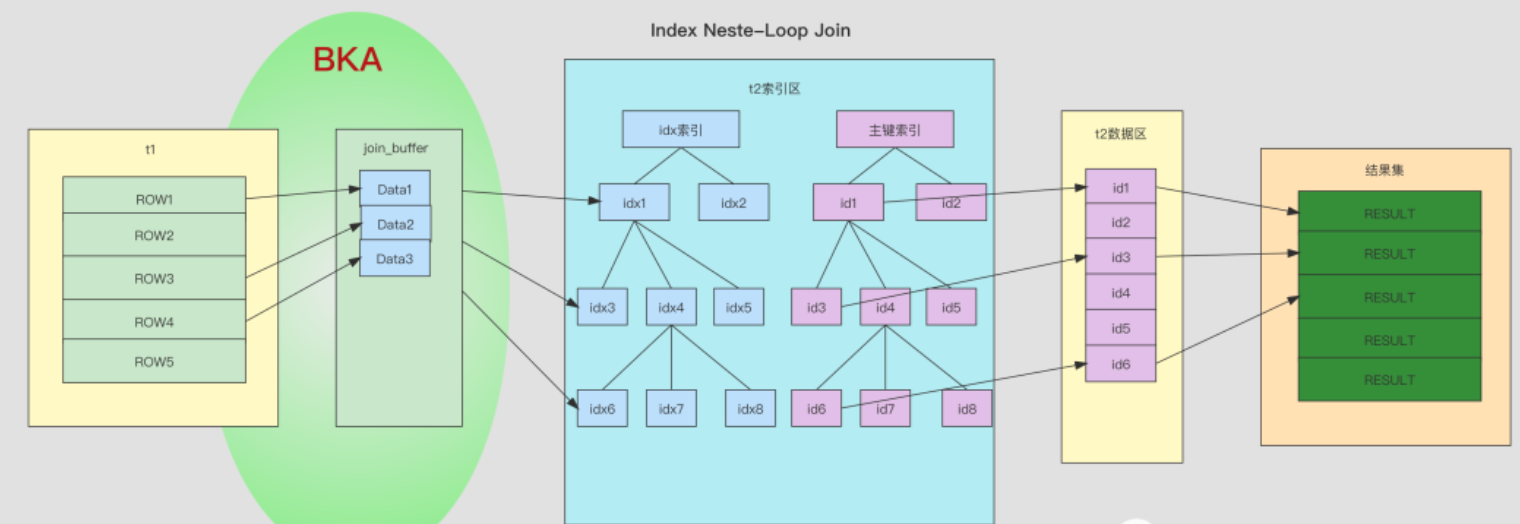 Index Neste-Loop Join
BKA
t1
ROW1
ROW2
ROW3
ROW4
ROW5
join_buffer
Data1
Data2
Data3
t2索引区
idx索引
idx1
idx2
idx3
idx4
idx5
idx6
idx7
idx8
主键索引
id1
id2
id3
id4
id5
id6
id7
id8
t2数据区
id1
id2
id3
id4
id5
id6
结果集
RESULT
RESULT
RESULT
RESULT
RESULT